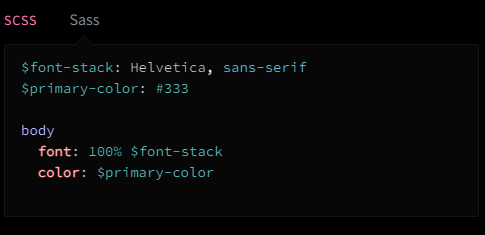 SCSS Sass
$font-stack: Helvetica, sans-serif
$primary-color: #333
body
  font: 100% $font-stack
  color: $primary-color